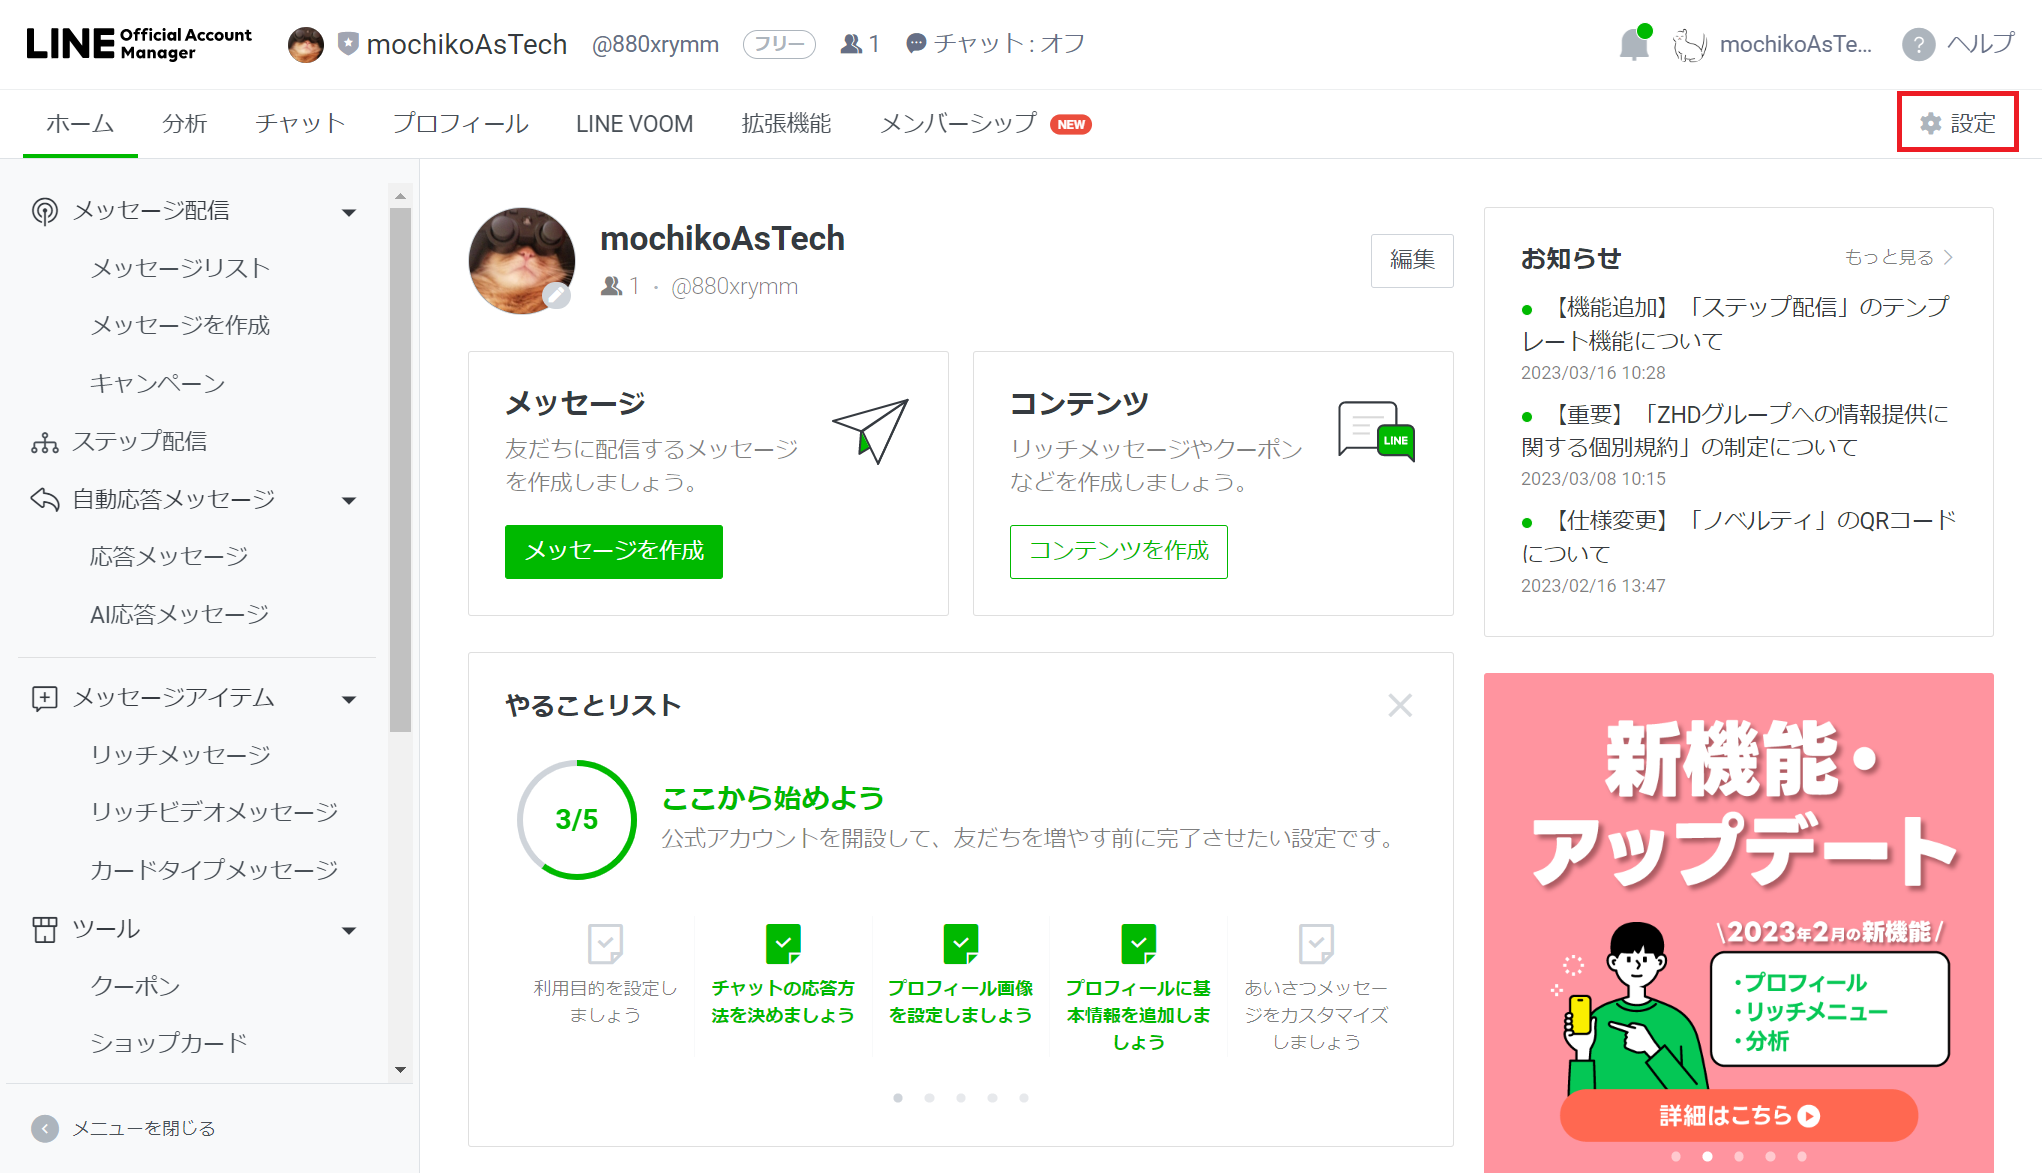 LINE Official Account Manager
mochikoAsTech @880xrymm フリー 1 チャット : オフ
mochikoAsTe... ? ヘルプ
ホーム 分析 チャット プロフィール LINE VOOM 拡張機能 メンバーシップ NEW 設定
メッセージ配信
メッセージリスト
メッセージを作成
キャンペーン
ステップ配信
自動応答メッセージ
応答メッセージ
AI応答メッセージ
メッセージアイテム
リッチメッセージ
リッチビデオメッセージ
カードタイプメッセージ
ツール
クーポン
ショップカード
メニューを閉じる
mochikoAsTech
1 ・ @880xrymm
編集
メッセージ
友だちに配信するメッセージ
を作成しましょう。
メッセージを作成
コンテンツ
リッチメッセージやクーポン
などを作成しましょう。
LINE
コンテンツを作成
やることリスト
3/5
ここから始めよう
公式アカウントを開設して、友だちを増やす前に完了させたい設定です。
利用目的を設定し
ましょう
チャットの応答方
法を決めましょう
プロフィール画像
を設定しましょう
プロフィールに基
本情報を追加しま
しょう
あいさつメッセー
ジをカスタマイズ
しましょう
お知らせ もっと見る
【機能追加】「ステップ配信」のテンプ
レート機能について
2023/03/16 10:28
【重要】「ZHDグループへの情報提供に
関する個別規約」の制定について
2023/03/08 10:15
【仕様変更】「ノベルティ」のQRコード
について
2023/02/16 13:47
新機能・
アップデート
\2023年2月の新機能/
・プロフィール
・リッチメニュー
・分析
詳細はこちら